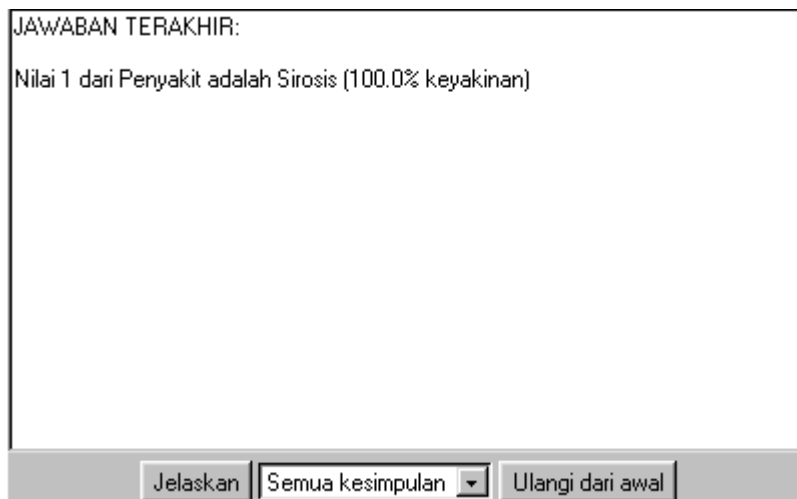 JAWABAN TERAKHIR:
Nilai 1 dari Penyakit adalah Sirosis (100.0% keyakinan)
Jelaskan Semua kesimpulan Ulangi dari awal